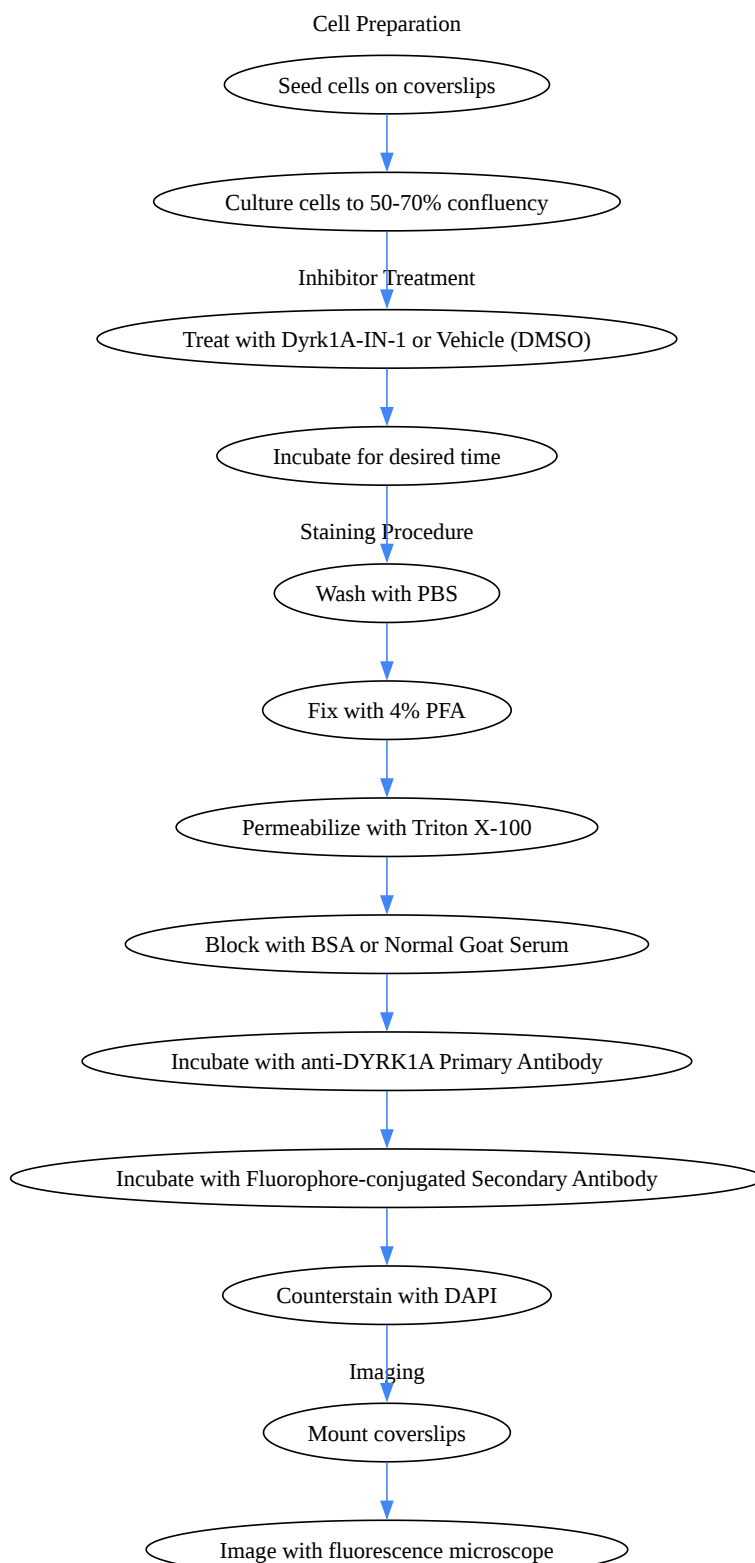 Cell Preparation
Seed cells on coverslips
Culture cells to 50-70% confluency
Inhibitor Treatment
Treat with Dyrk1A-IN-1 or Vehicle (DMSO)
Incubate for desired time
Staining Procedure
Wash with PBS
Fix with 4% PFA
Permeabilize with Triton X-100
Block with BSA or Normal Goat Serum
Incubate with anti-DYRK1A Primary Antibody
Incubate with Fluorophore-conjugated Secondary Antibody
Counterstain with DAPI
Imaging
Mount coverslips
Image with fluorescence microscope